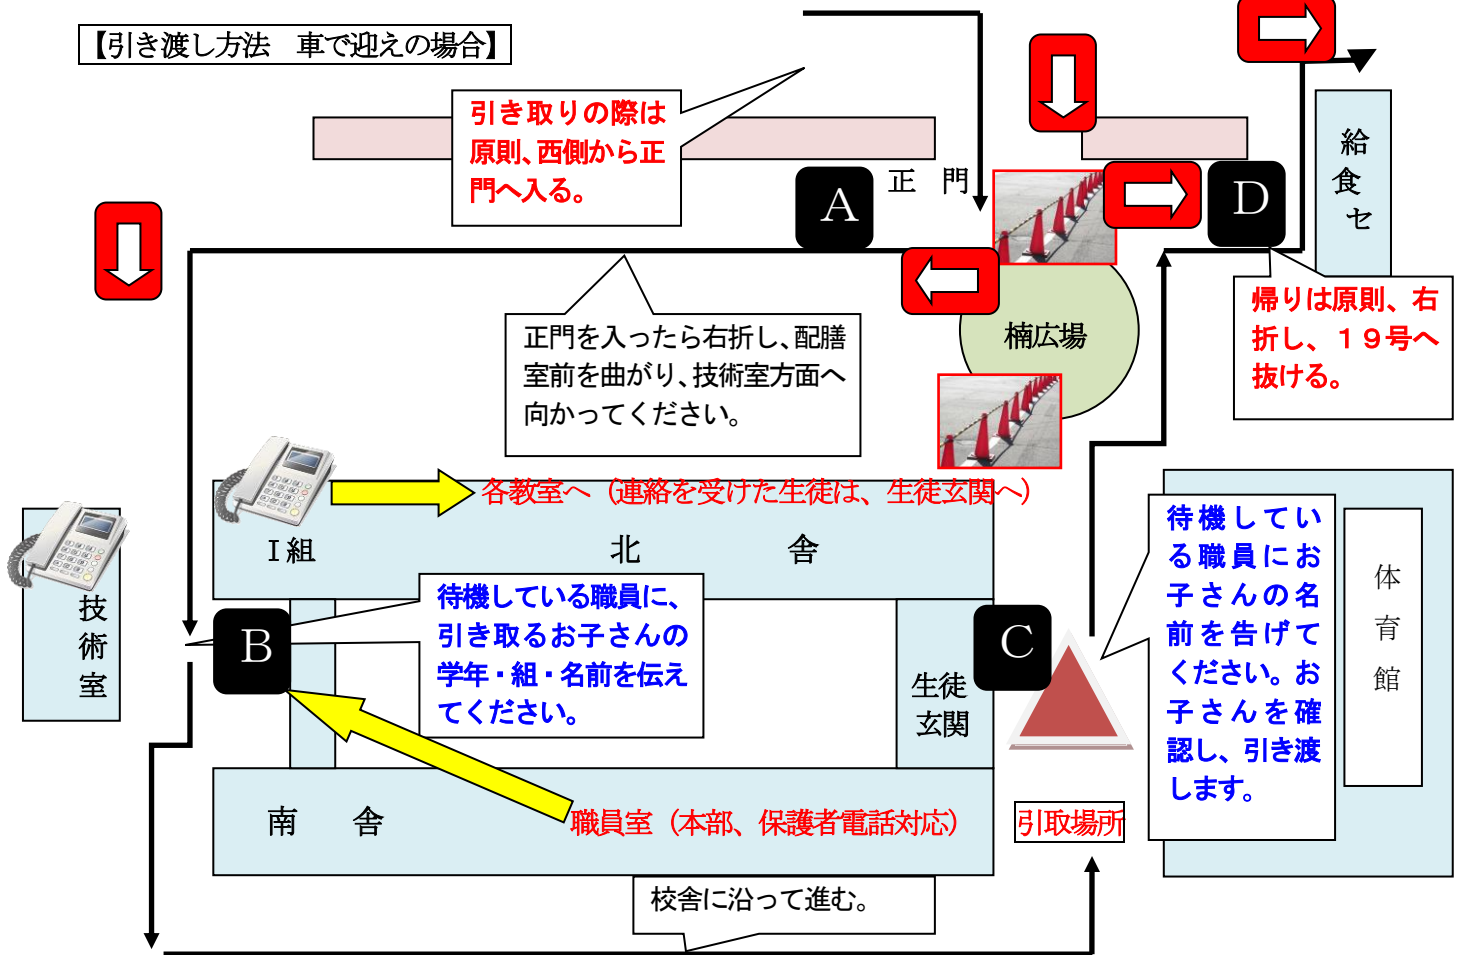 【引き渡し方法　車で迎えの場合】
引き取りの際は
原則、西側から正
門へ入る。
正　門
A
D
給
食
セ
帰りは原則、右
折し、１９号へ
抜ける。
正門を入ったら右折し、配膳
室前を曲がり、技術室方面へ
向かってください。
楠広場
各教室へ（連絡を受けた生徒は、生徒玄関へ）
Ｉ組
北　舎
技
術
室
B
待機している職員に、
引き取るお子さんの
学年・組・名前を伝え
てください。
C
生徒
玄関
待機してい
る職員にお
子さんの名
前を告げて
ください。お
子さんを確
認し、引き渡
します。
体
育
館
南　舎
職員室（本部、保護者電話対応）
引取場所
校舎に沿って進む。